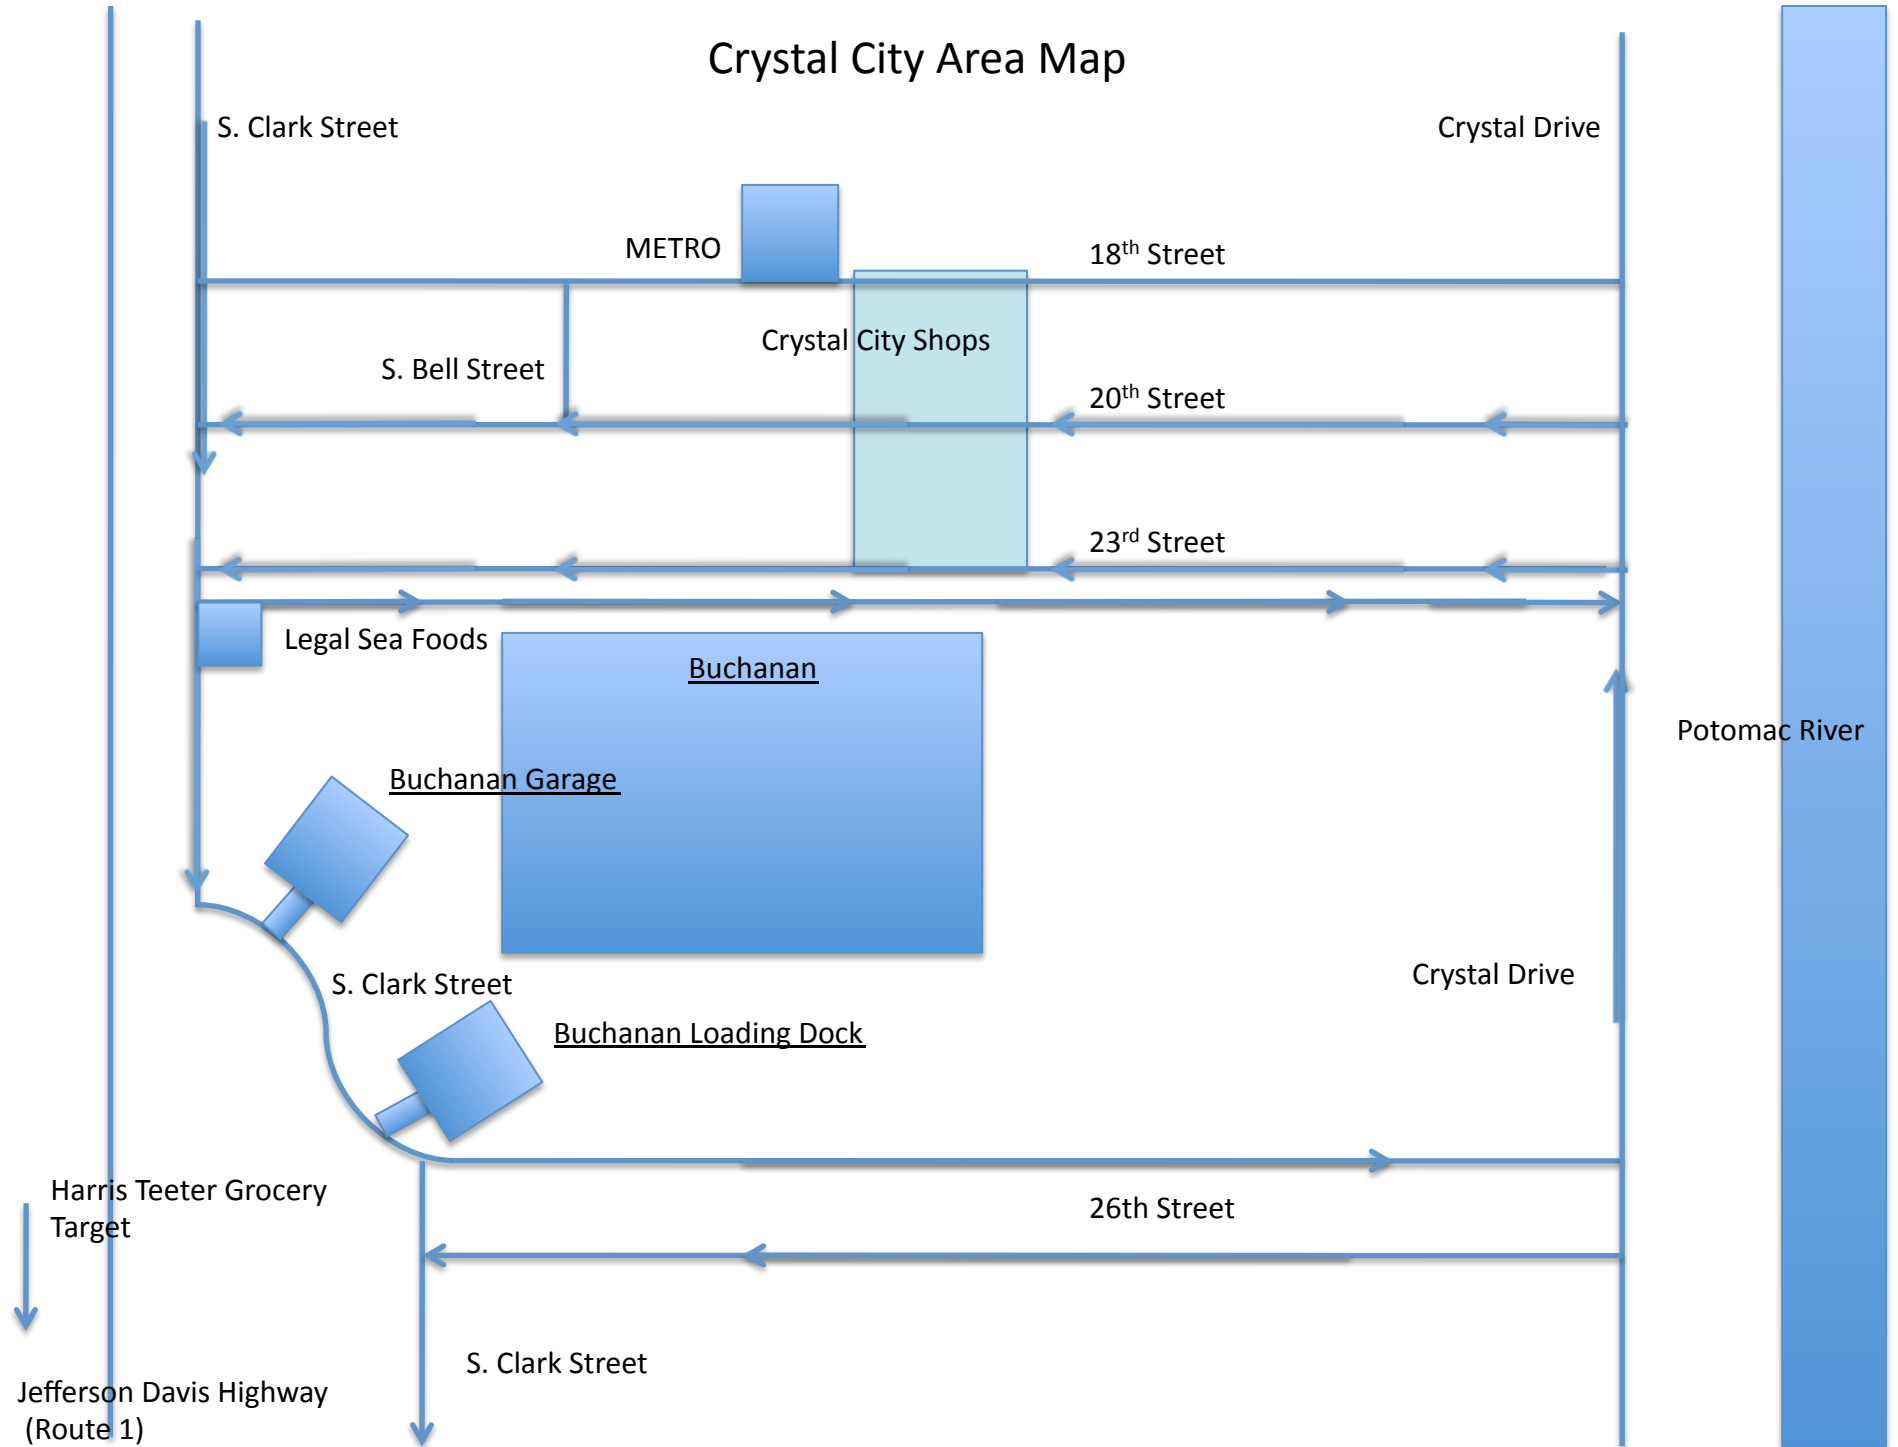 Crystal City Area Map
S. Clark Street
Crystal Drive
METRO
18th Street
Crystal City Shops
S. Bell Street
20th Street
23rd Street
Legal Sea Foods
Buchanan
Potomac River
Buchanan Garage
S. Clark Street
Crystal Drive
Buchanan Loading Dock
Harris Teeter Grocery
Target
26th Street
S. Clark Street
Jefferson Davis Highway
(Route 1)